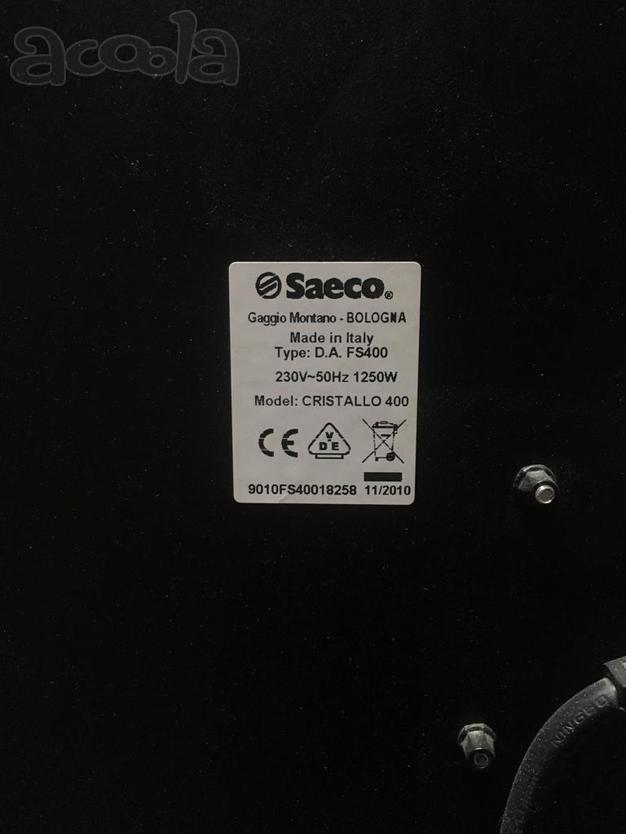 acoola
Saeco®
Gaggio Montano - BOLOGNA
Made in Italy
Type: D.A. FS400
230V~50Hz 1250W
Model: CRISTALLO 400
CE
V
D E
9010FS40018258 11/2010
NINGBO